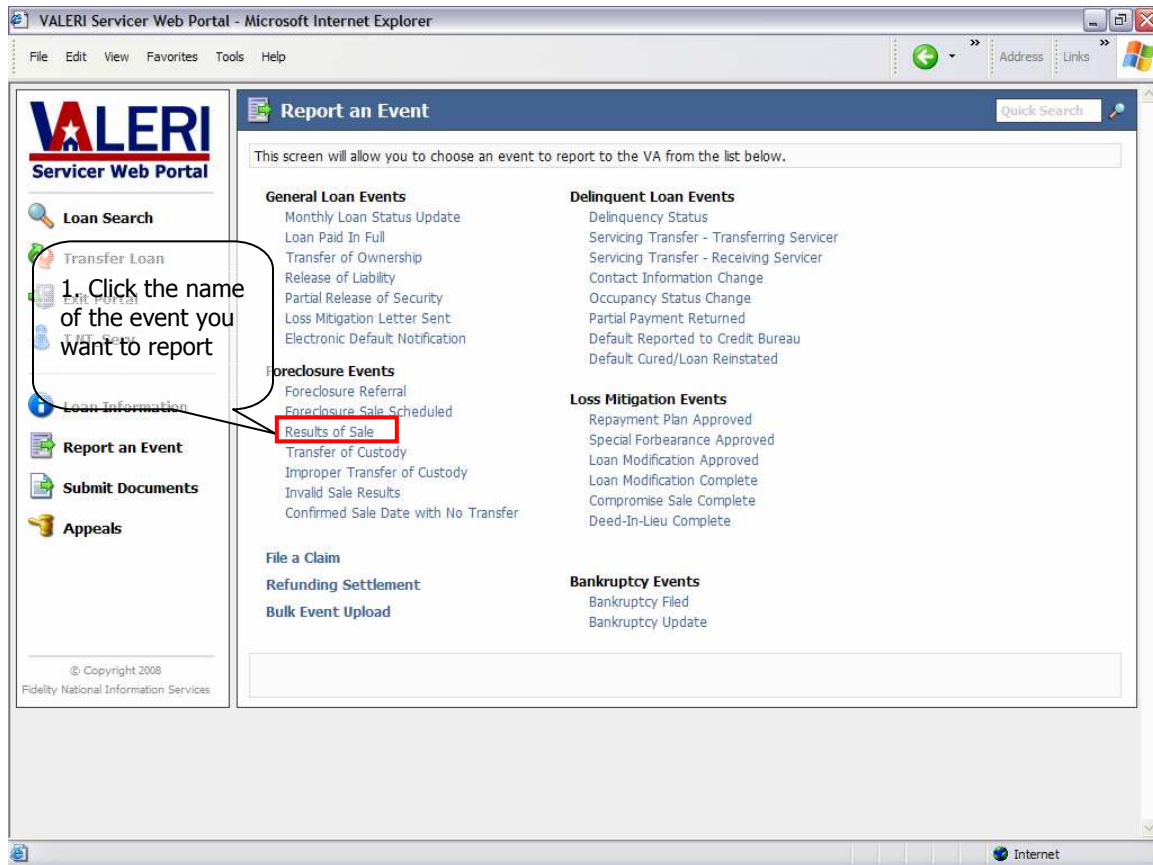 VALERI Servicer Web Portal - Microsoft Internet Explorer
File Edit View Favorites Tools Help
» Address Links »
VALERI
Servicer Web Portal
Loan Search
Transfer Loan
Exit Portal
Loan Information
Report an Event
Submit Documents
Appeals
© Copyright 2008
Fidelity National Information Services
1. Click the name
of the event you
want to report
Report an Event
Quick Search
This screen will allow you to choose an event to report to the VA from the list below.
General Loan Events
Monthly Loan Status Update
Loan Paid In Full
Transfer of Ownership
Release of Liability
Partial Release of Security
Loss Mitigation Letter Sent
Electronic Default Notification
Foreclosure Events
Foreclosure Referral
Foreclosure Sale Scheduled
Results of Sale
Transfer of Custody
Improper Transfer of Custody
Invalid Sale Results
Confirmed Sale Date with No Transfer
File a Claim
Refunding Settlement
Bulk Event Upload
Delinquent Loan Events
Delinquency Status
Servicing Transfer - Transferring Servicer
Servicing Transfer - Receiving Servicer
Contact Information Change
Occupancy Status Change
Partial Payment Returned
Default Reported to Credit Bureau
Default Cured/Loan Reinstated
Loss Mitigation Events
Repayment Plan Approved
Special Forbearance Approved
Loan Modification Approved
Loan Modification Complete
Compromise Sale Complete
Deed-In-Lieu Complete
Bankruptcy Events
Bankruptcy Filed
Bankruptcy Update
Internet